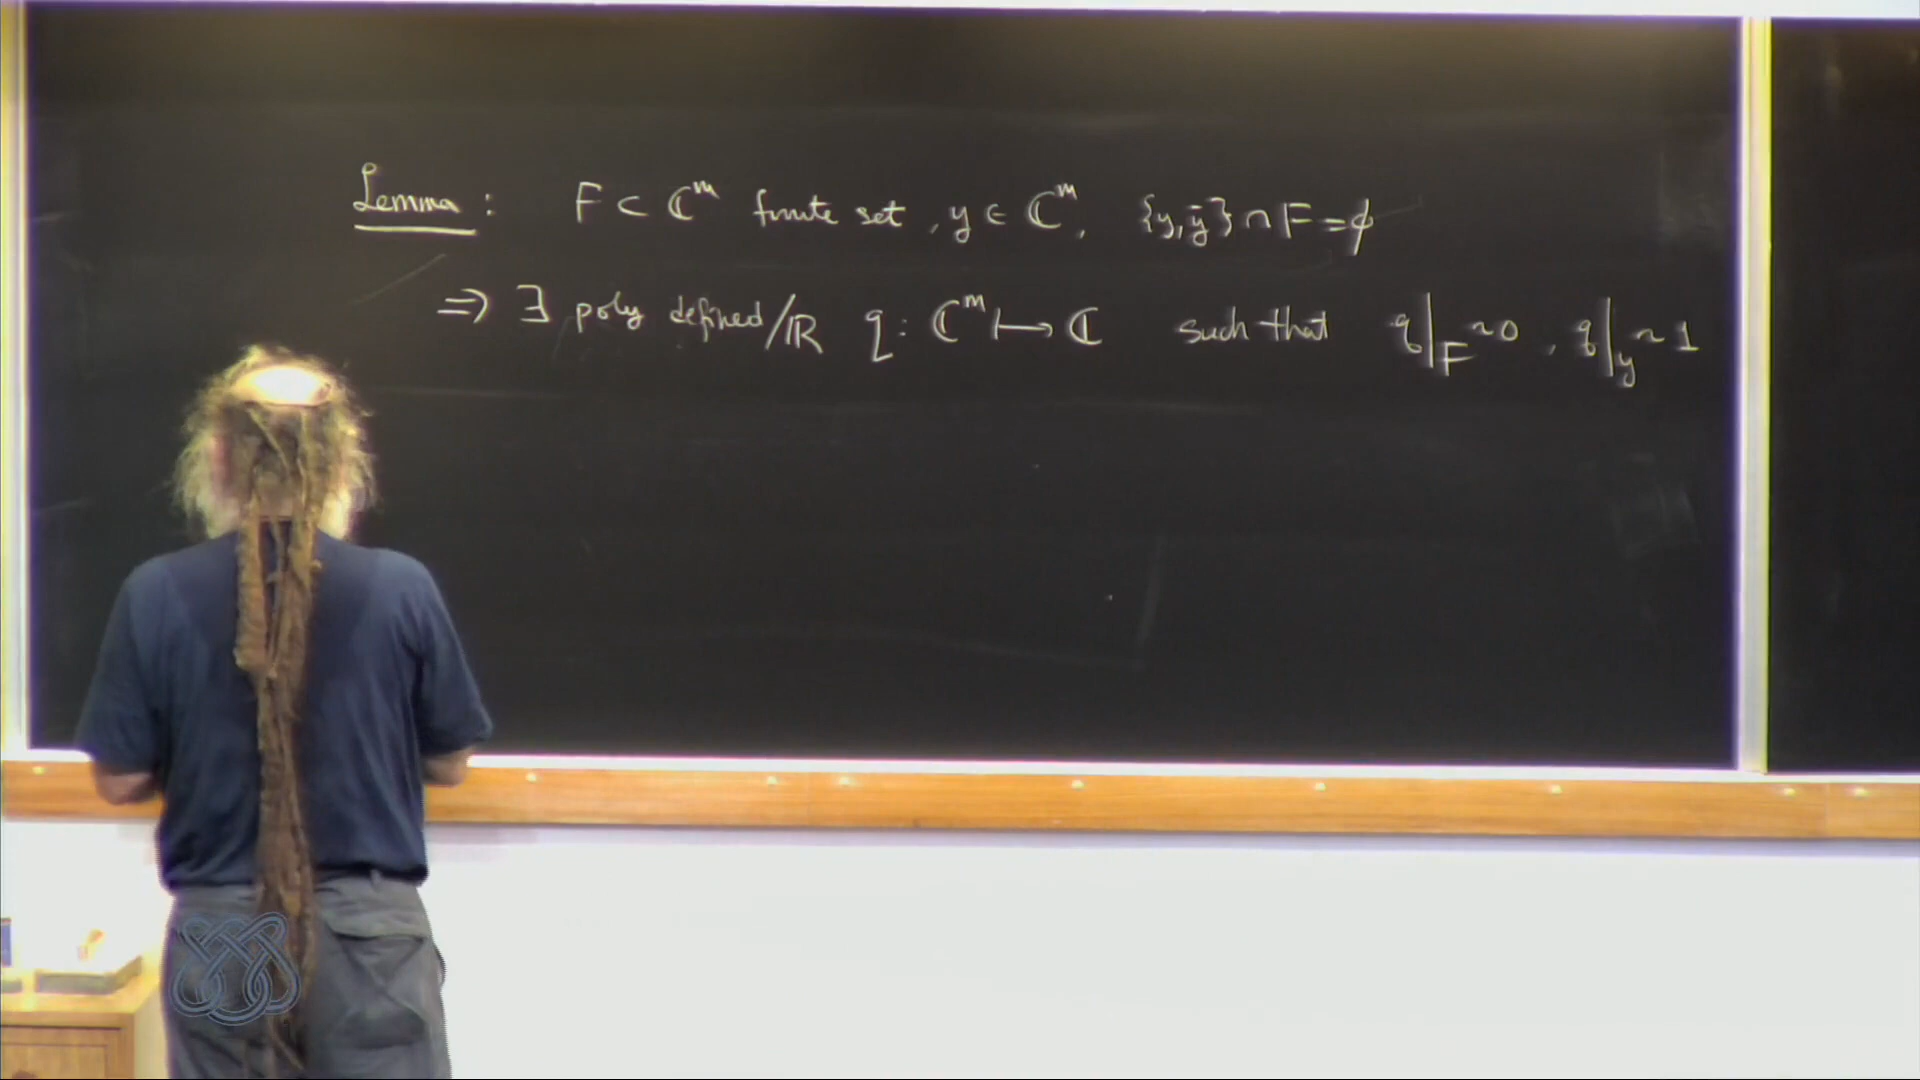 Lemma : F ⊂ ℂ^m finite set , y ∈ ℂ^m, {y, ȳ} ∩ F = ∅
⇒ ∃ poly defined/ℝ q : ℂ^m ↦ ℂ such that q|_F ~ 0 , q|_y ~ 1